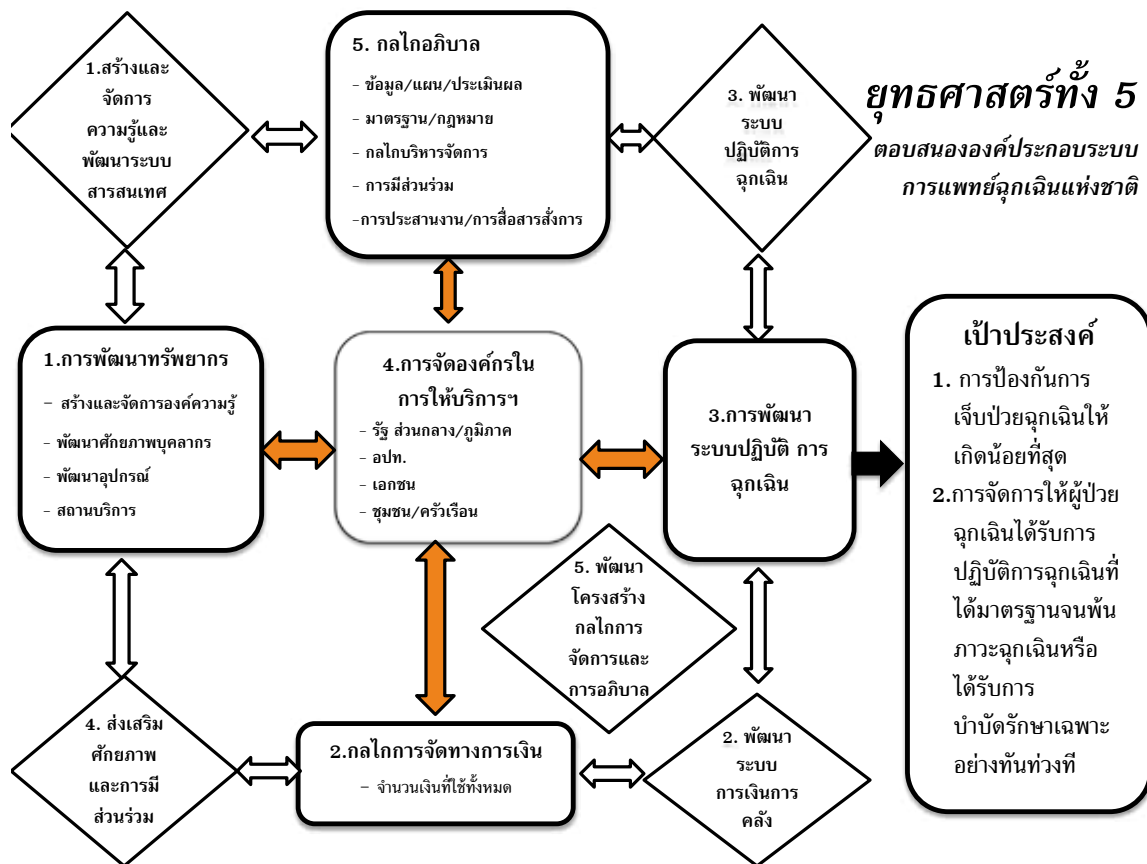 ยุทธศาสตร์ทั้ง 5
ตอบสนององค์ประกอบระบบ
การแพทย์ฉุกเฉินแห่งชาติ
1.สร้างและ
จัดการ
ความรู้และ
พัฒนาระบบ
สารสนเทศ
5. กลไกอภิบาล
- ข้อมูล/แผน/ประเมินผล
- มาตรฐาน/กฎหมาย
- กลไกบริหารจัดการ
- การมีส่วนร่วม
-การประสานงาน/การสื่อสารสั่งการ
3. พัฒนา
ระบบ
ปฏิบัติการ
ฉุกเฉิน
1.การพัฒนาทรัพยากร
- สร้างและจัดการองค์ความรู้
- พัฒนาศักยภาพบุคลากร
- พัฒนาอุปกรณ์
- สถานบริการ
4.การจัดองค์กรใน
การให้บริการฯ
- รัฐ ส่วนกลาง/ภูมิภาค
- อปท.
- เอกชน
- ชุมชน/ครัวเรือน
3.การพัฒนา
ระบบปฏิบัติ การ
ฉุกเฉิน
เป้าประสงค์
1. การป้องกันการ
เจ็บป่วยฉุกเฉินให้
เกิดน้อยที่สุด
2.การจัดการให้ผู้ป่วย
ฉุกเฉินได้รับการ
ปฏิบัติการฉุกเฉินที่
ได้มาตรฐานจนพ้น
ภาวะฉุกเฉินหรือ
ได้รับการ
บำบัดรักษาเฉพาะ
อย่างทันท่วงที
5. พัฒนา
โครงสร้าง
กลไกการ
จัดการและ
การอภิบาล
4. ส่งเสริม
ศักยภาพ
และการมี
ส่วนร่วม
2.กลไกการจัดทางการเงิน
- จำนวนเงินที่ใช้ทั้งหมด
2. พัฒนา
ระบบ
การเงินการ
คลัง